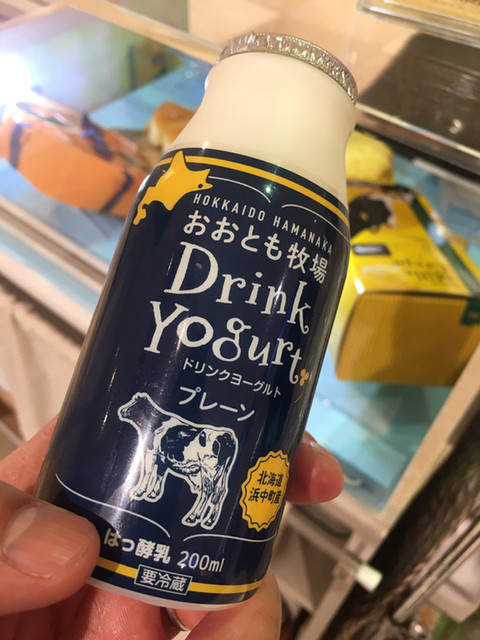 HOKKAIDO HAMANAKA
おおとも牧場
Drink
Yogurt
ドリンクヨーグルト
プレーン
北海道
浜中町産
はっ酵乳 200ml
要冷蔵